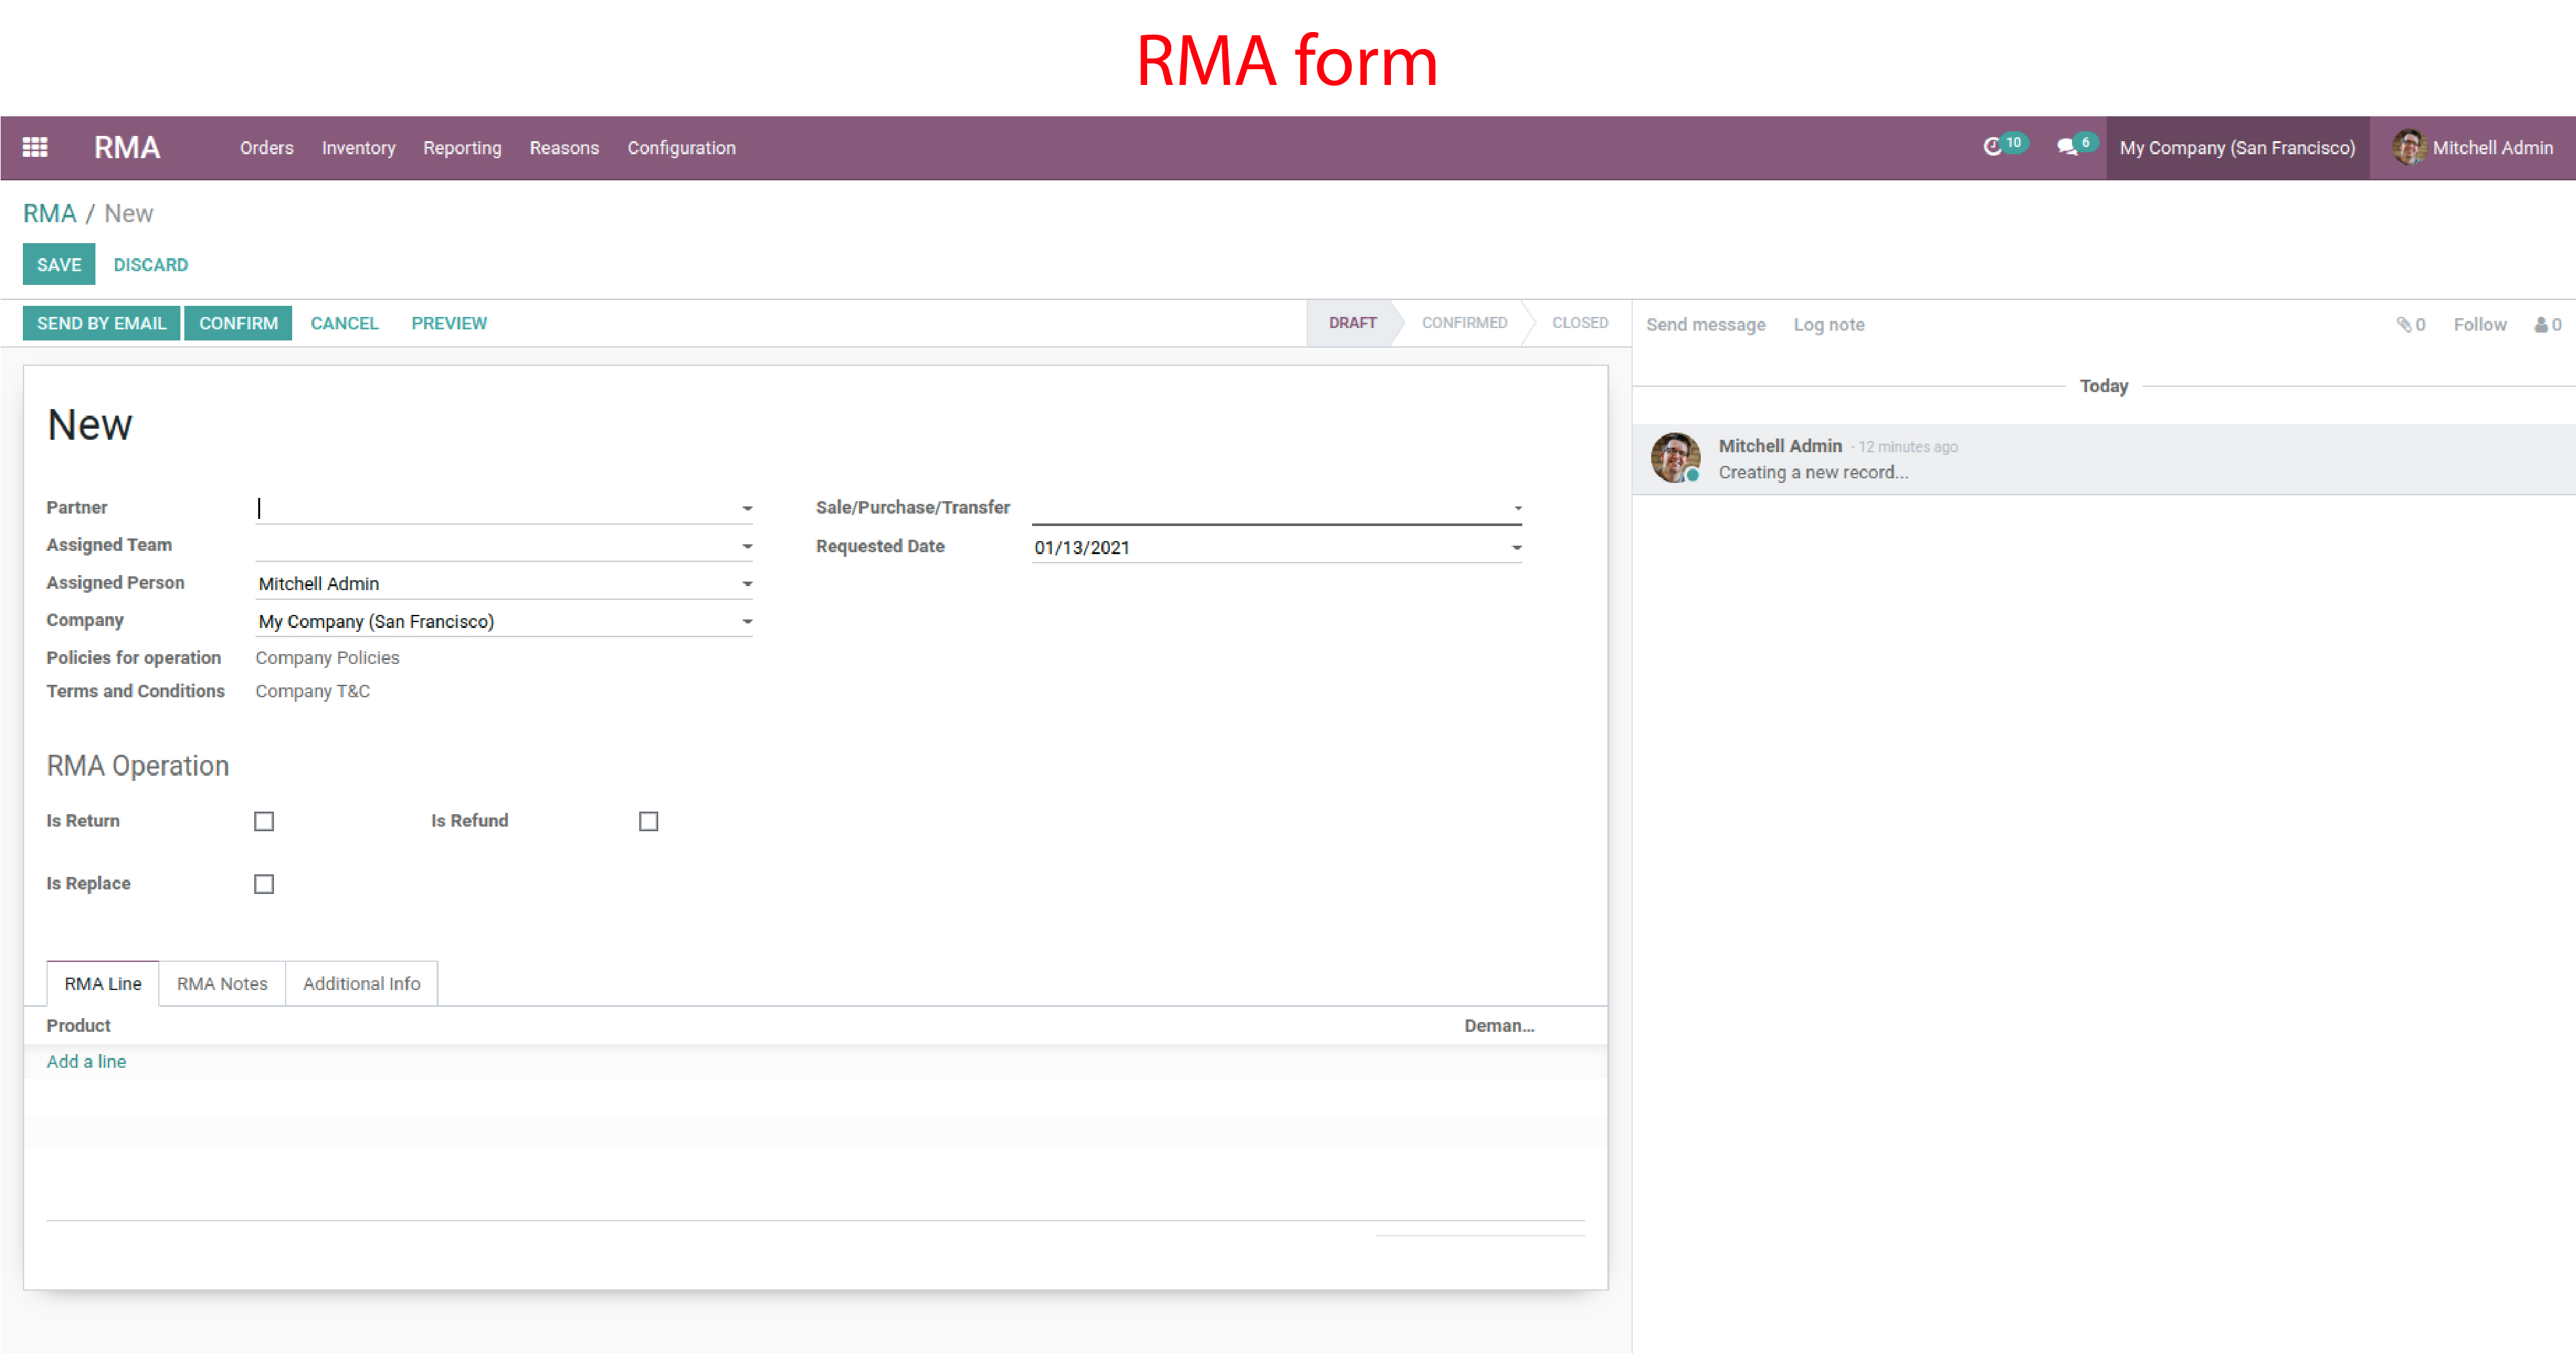 RMA form
RMA Orders Inventory Reporting Reasons Configuration 10 6 My Company (San Francisco) Mitchell Admin
RMA / New
SAVE DISCARD
SEND BY EMAIL CONFIRM CANCEL PREVIEW DRAFT CONFIRMED CLOSED Send message Log note 0 Follow 0
Today
New
Mitchell Admin - 12 minutes ago
Creating a new record...
Partner Sale/Purchase/Transfer
Assigned Team Requested Date 01/13/2021
Assigned Person Mitchell Admin
Company My Company (San Francisco)
Policies for operation Company Policies
Terms and Conditions Company T&C
RMA Operation
Is Return Is Refund
Is Replace
RMA Line RMA Notes Additional Info
Product Deman...
Add a line